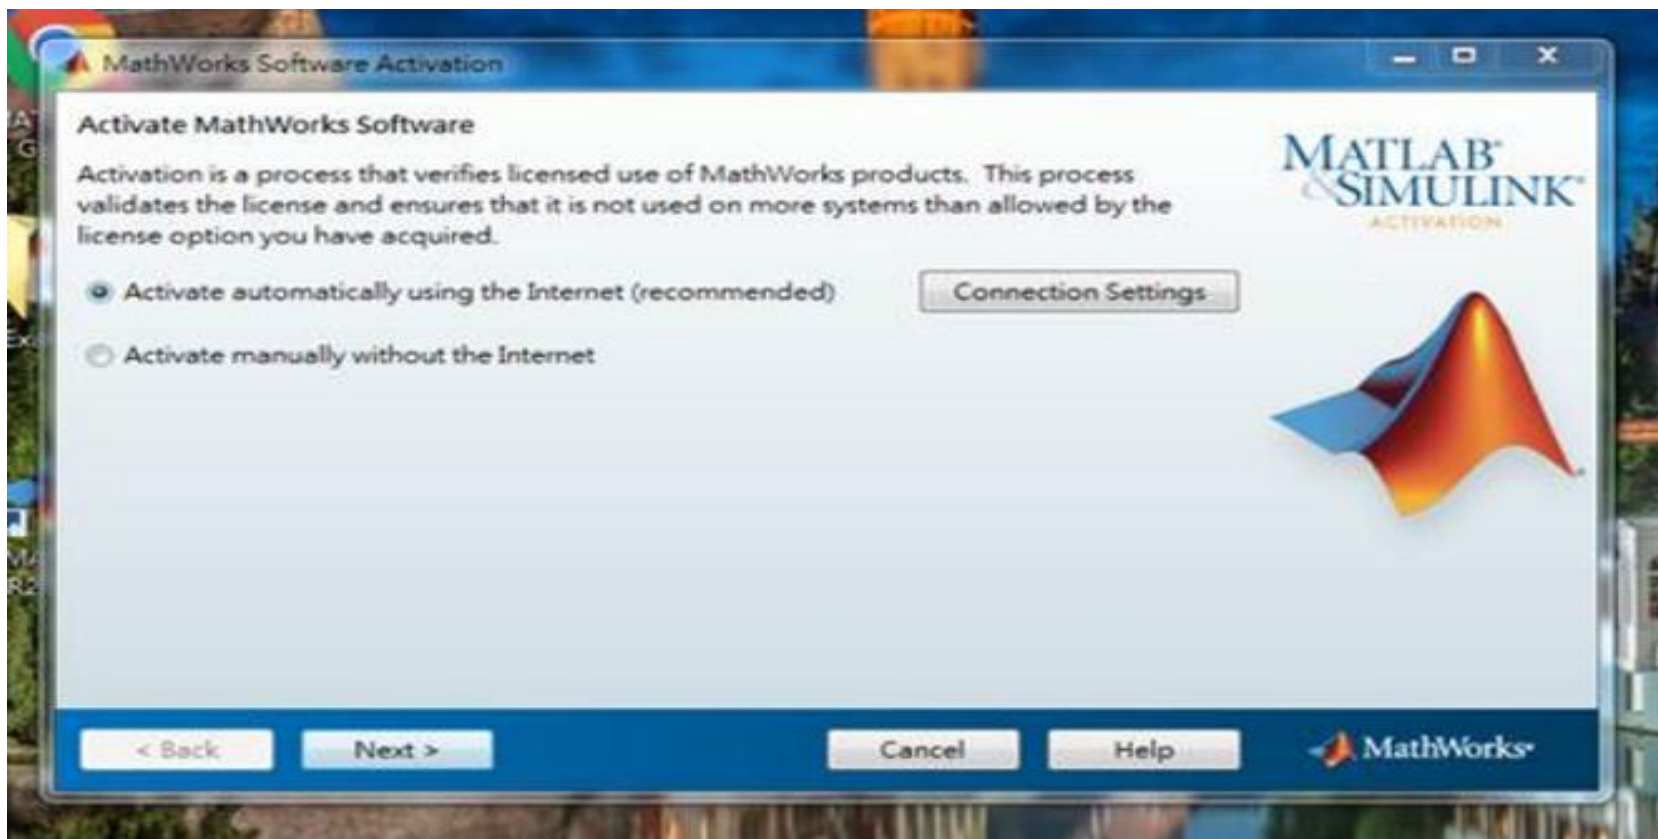 MathWorks Software Activation
Activate MathWorks Software
Activation is a process that verifies licensed use of MathWorks products. This process
validates the license and ensures that it is not used on more systems than allowed by the
license option you have acquired.
MATLAB®
&SIMULINK®
ACTIVATION
Activate automatically using the Internet (recommended)
Connection Settings
Activate manually without the Internet
< Back
Next >
Cancel
Help
MathWorks®